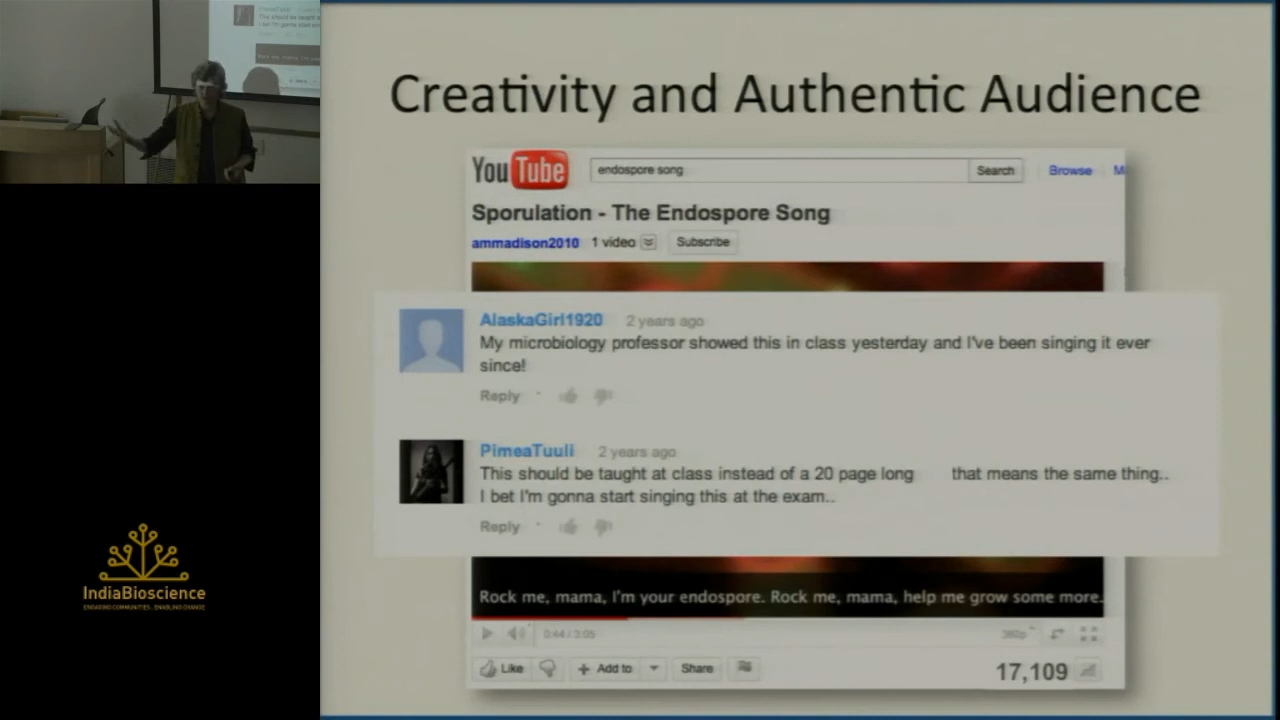 Creativity and Authentic Audience
YouTube
endospore song
Search
Browse
M
Sporulation - The Endospore Song
ammadison2010 1 video Subscribe
AlaskaGirl1920 2 years ago
My microbiology professor showed this in class yesterday and I've been singing it ever
since!
Reply
PimeaTuuli 2 years ago
This should be taught at class instead of a 20 page long that means the same thing..
I bet I'm gonna start singing this at the exam..
Reply
Rock me, mama, I'm your endospore. Rock me, mama, help me grow some more.
0:44 / 3:05 360p
Like + Add to Share 17,109
IndiaBioscience
ENGAGING COMMUNITIES . ENABLING CHANGE